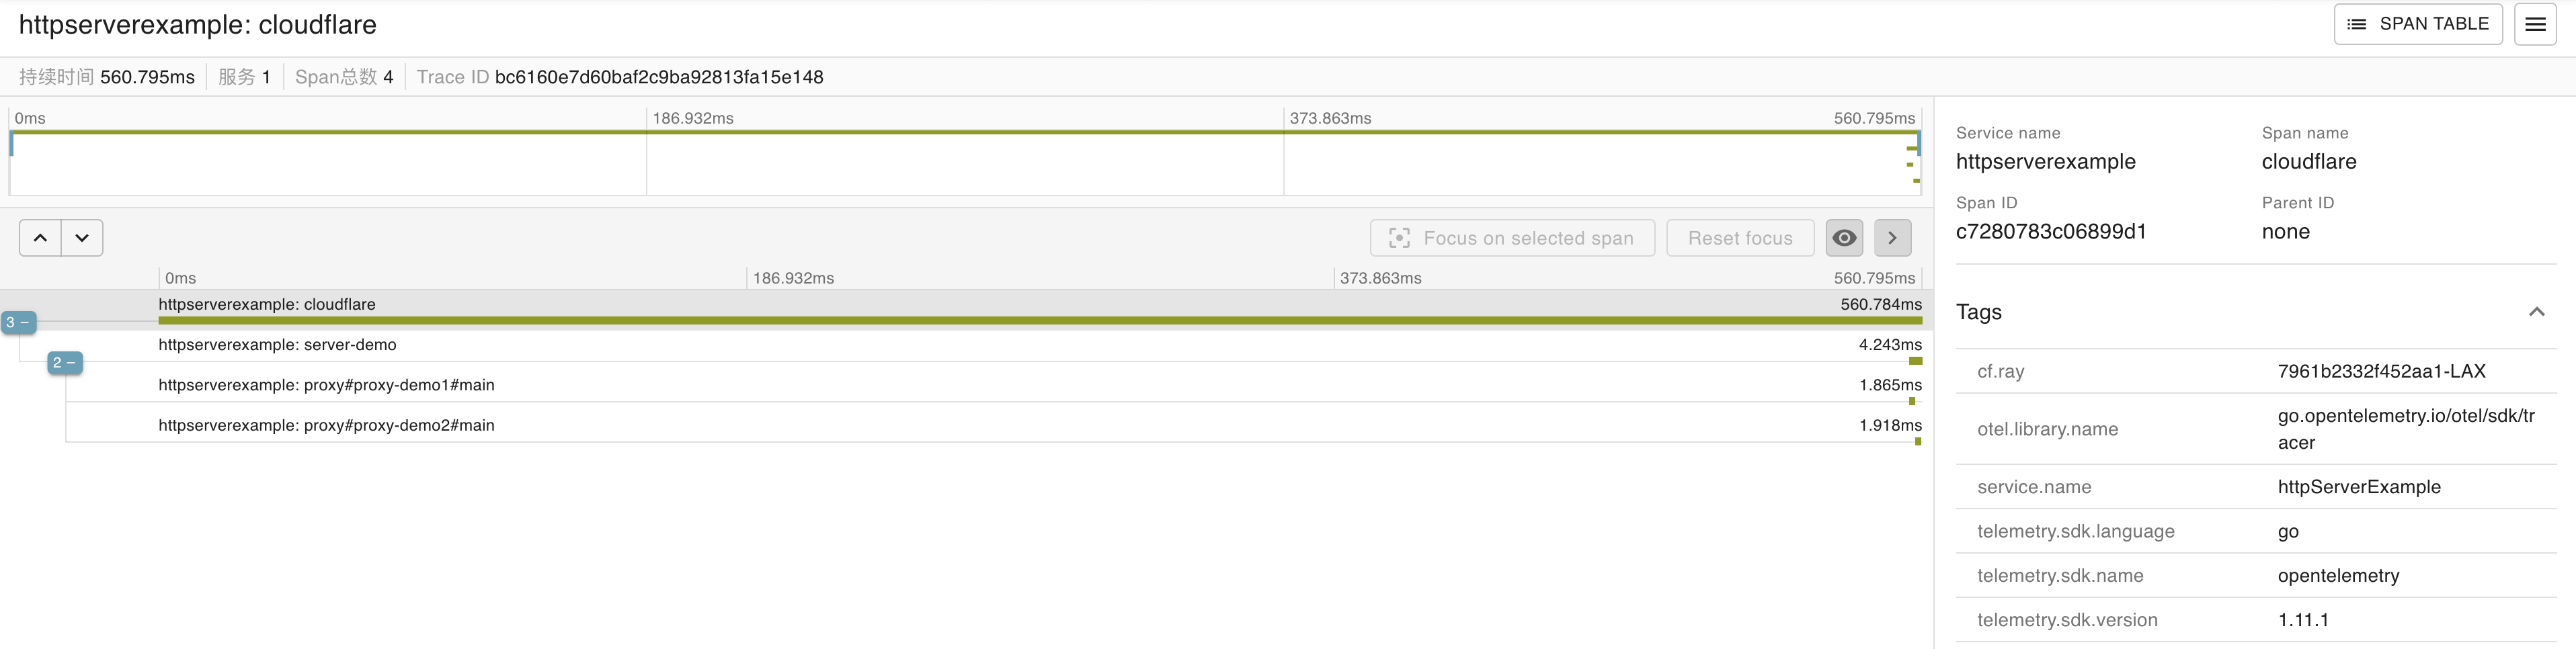 httpserverexample: cloudflare
SPAN TABLE
持续时间 560.795ms 服务 1 Span总数 4 Trace ID bc6160e7d60baf2c9ba92813fa15e148
0ms 186.932ms 373.863ms 560.795ms
Focus on selected span Reset focus
0ms 186.932ms 373.863ms 560.795ms
httpserverexample: cloudflare 560.784ms
3 −
httpserverexample: server-demo 4.243ms
2 −
httpserverexample: proxy#proxy-demo1#main 1.865ms
httpserverexample: proxy#proxy-demo2#main 1.918ms
Service name Span name
httpserverexample cloudflare
Span ID Parent ID
c7280783c06899d1 none
Tags
cf.ray 7961b2332f452aa1-LAX
otel.library.name go.opentelemetry.io/otel/sdk/tr
acer
service.name httpServerExample
telemetry.sdk.language go
telemetry.sdk.name opentelemetry
telemetry.sdk.version 1.11.1